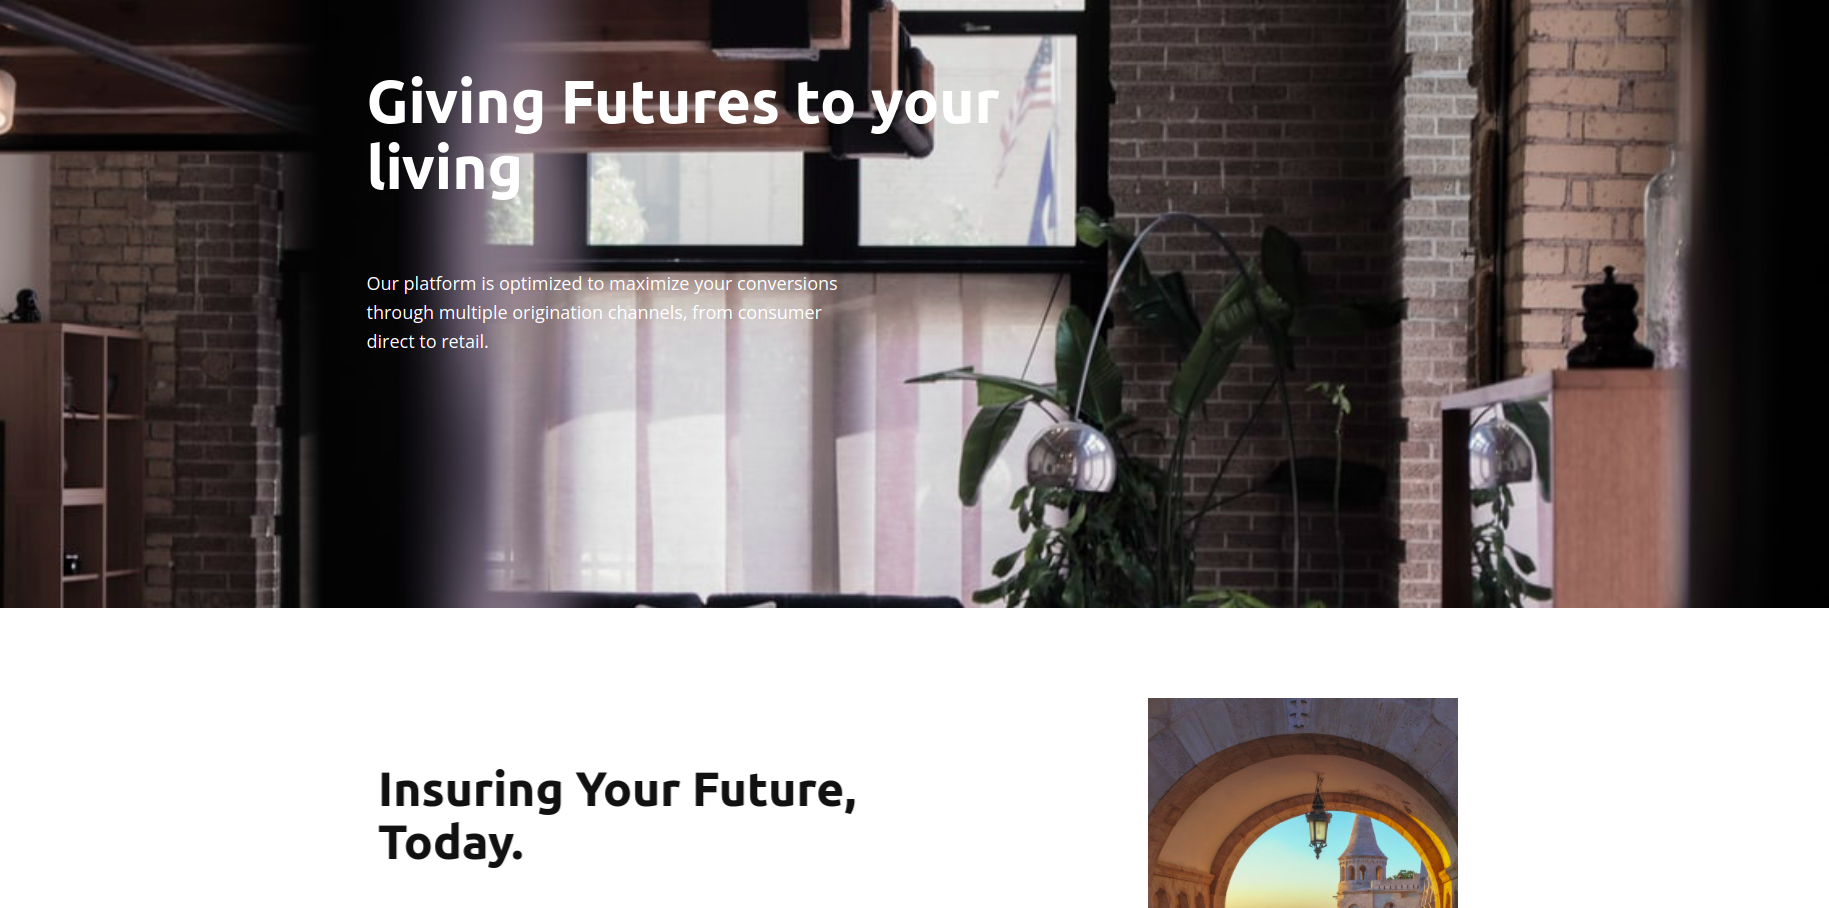 Giving Futures to your
living
Our platform is optimized to maximize your conversions
through multiple origination channels, from consumer
direct to retail.
Insuring Your Future,
Today.